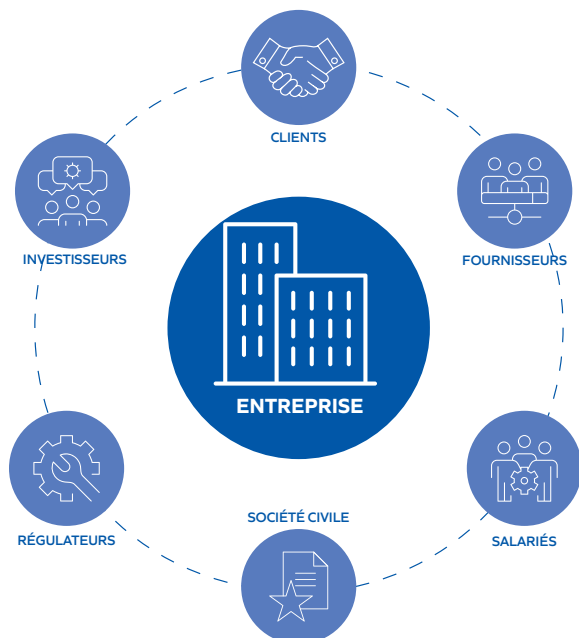 CLIENTS
INVESTISSEURS
FOURNISSEURS
ENTREPRISE
SOCIÉTÉ CIVILE
RÉGULATEURS
SALARIÉS